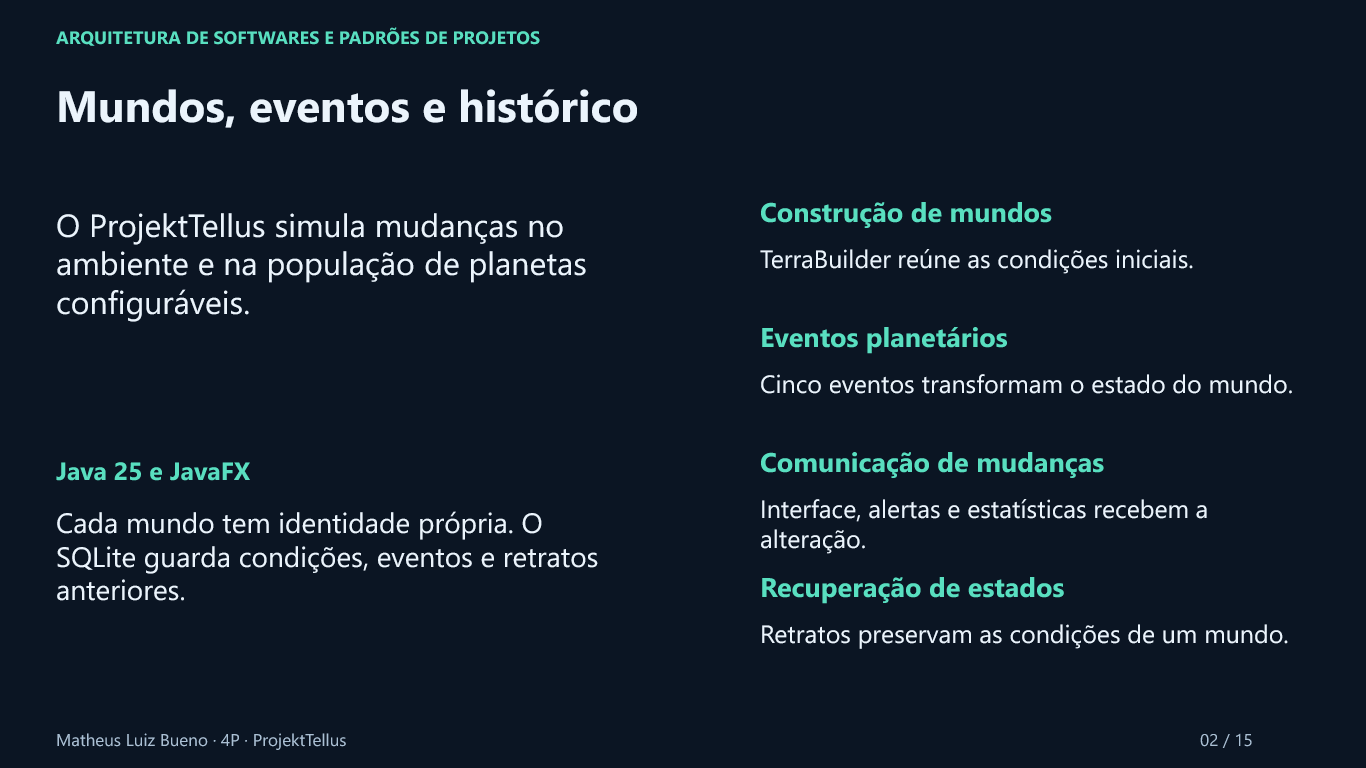 ARQUITETURA DE SOFTWARES E PADRÕES DE PROJETOS
Mundos, eventos e histórico
O ProjektTellus simula mudanças no
ambiente e na população de planetas
configuráveis.
Java 25 e JavaFX
Cada mundo tem identidade própria. O
SQLite guarda condições, eventos e retratos
anteriores.
Construção de mundos
TerraBuilder reúne as condições iniciais.
Eventos planetários
Cinco eventos transformam o estado do mundo.
Comunicação de mudanças
Interface, alertas e estatísticas recebem a
alteração.
Recuperação de estados
Retratos preservam as condições de um mundo.
Matheus Luiz Bueno · 4P · ProjektTellus
02 / 15